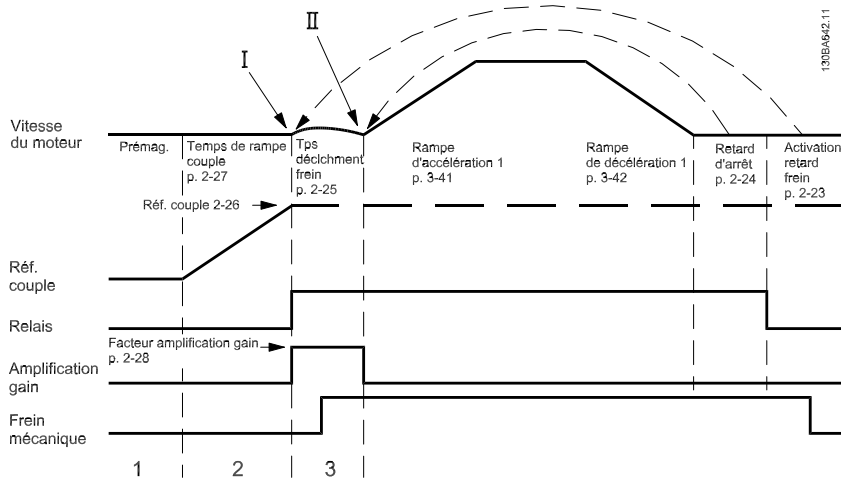 130BA642.11
I
II
Vitesse
du moteur
Prémag.
Temps de rampe
couple
p. 2-27
Tps
déclchment
frein
p. 2-25
Rampe
d'accélération 1
p. 3-41
Rampe
de décélération 1
p. 3-42
Retard
d'arrêt
p. 2-24
Activation
retard
frein
p. 2-23
Réf. couple 2-26
Réf.
couple
Relais
Facteur amplification gain
p. 2-28
Amplification
gain
Frein
mécanique
1
2
3